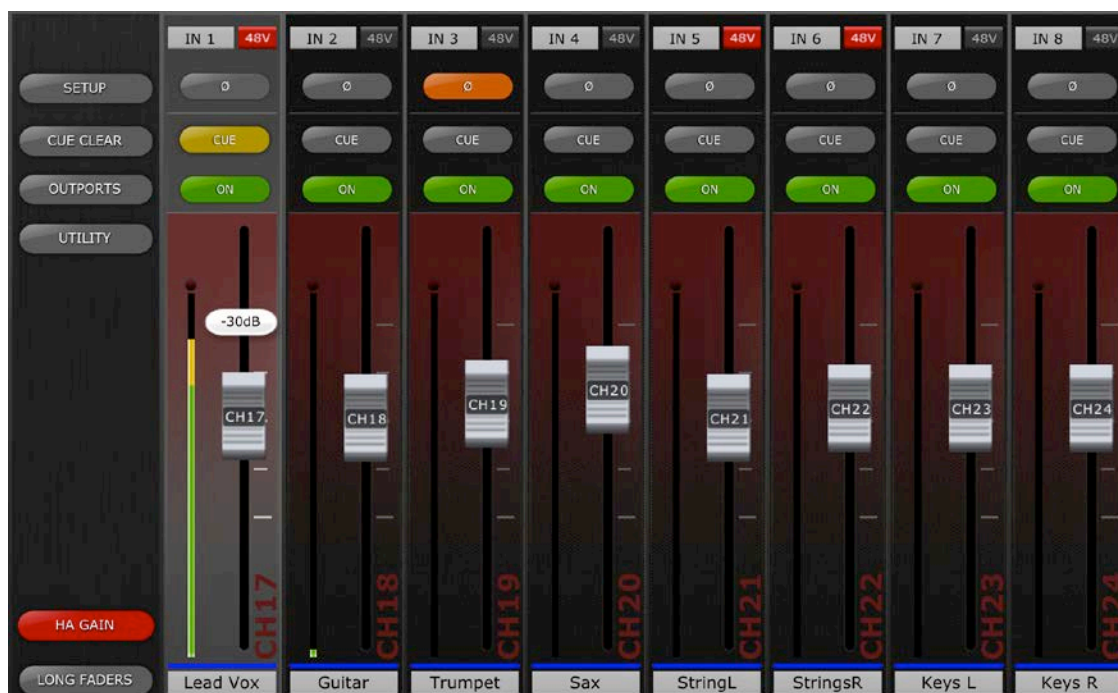 IN 1 48V IN 2 48V IN 3 48V IN 4 48V IN 5 48V IN 6 48V IN 7 48V IN 8 48V
SETUP Ø Ø Ø Ø Ø Ø Ø Ø
CUE CLEAR CUE CUE CUE CUE CUE CUE CUE CUE
OUTPORTS ON ON ON ON ON ON ON ON
UTILITY
-30dB
CH17 CH18 CH19 CH20 CH21 CH22 CH23 CH24
CH17 CH18 CH19 CH20 CH21 CH22 CH23 CH24
HA GAIN
LONG FADERS Lead Vox Guitar Trumpet Sax StringL StringsR Keys L Keys R